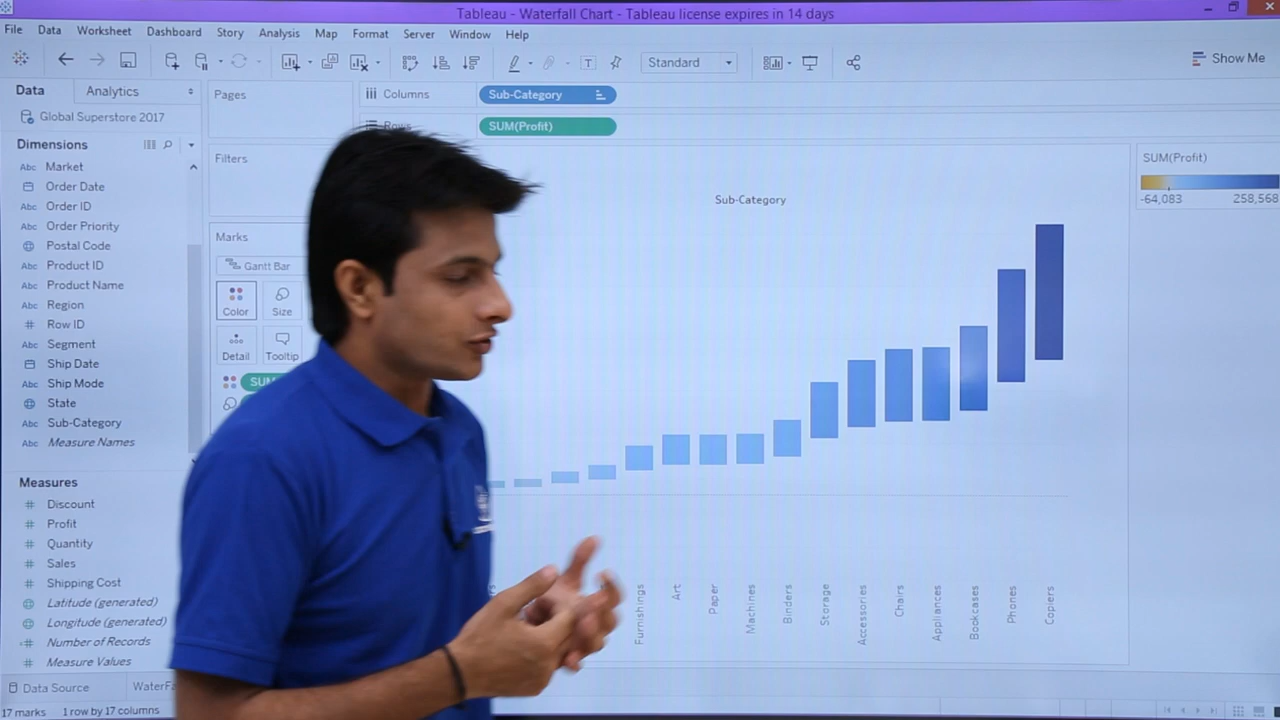 Tableau - Waterfall Chart - Tableau license expires in 14 days
File Data Worksheet Dashboard Story Analysis Map Format Server Window Help
Standard
Show Me
Data Analytics
Global Superstore 2017
Dimensions
Market
Order Date
Order ID
Order Priority
Postal Code
Product ID
Product Name
Region
Row ID
Segment
Ship Date
Ship Mode
State
Sub-Category
Measure Names
Measures
Discount
Profit
Quantity
Sales
Shipping Cost
Latitude (generated)
Longitude (generated)
Number of Records
Measure Values
Data Source
17 marks 1 row by 17 columns
Pages
Filters
Marks
Gantt Bar
Color Size
Detail Tooltip
Columns Sub-Category
Rows SUM(Profit)
Sub-Category
Furnishings
Art
Paper
Machines
Binders
Storage
Accessories
Chairs
Appliances
Bookcases
Phones
Copiers
SUM(Profit)
-64,083 258,568